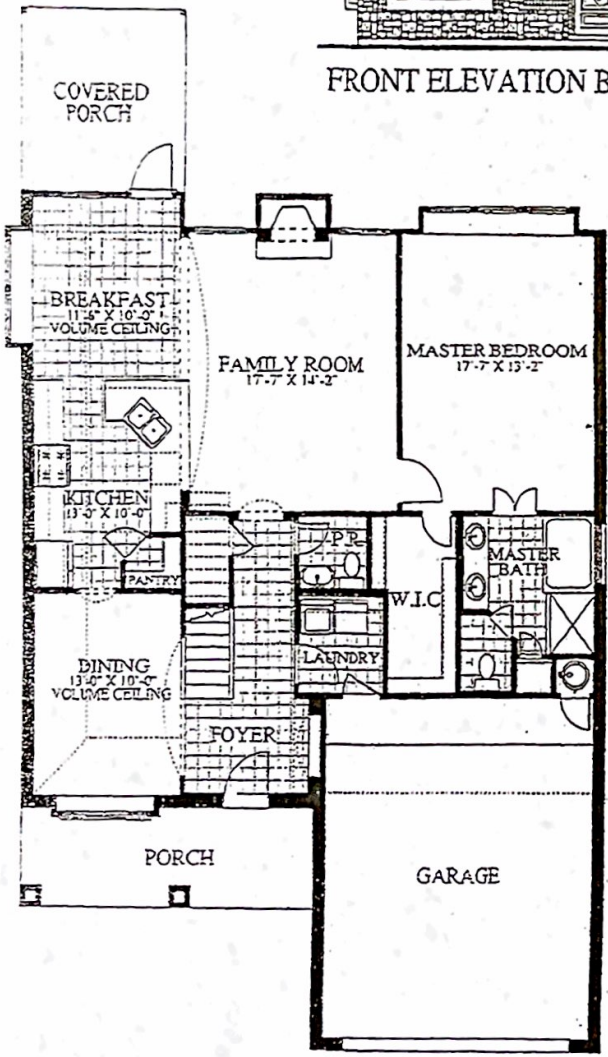 FRONT ELEVATION B
COVERED
PORCH
BREAKFAST
11'-6" X 10'-0"
VOLUME CEILING
FAMILY ROOM
17'-7" X 14'-2"
MASTER BEDROOM
17'-7" X 13'-2"
KITCHEN
13'-0" X 10'-0"
PANTRY
P.P.
MASTER
BATH
W.I.C
LAUNDRY
DINING
13'-0" X 10'-0"
VOLUME CEILING
FOYER
PORCH
GARAGE